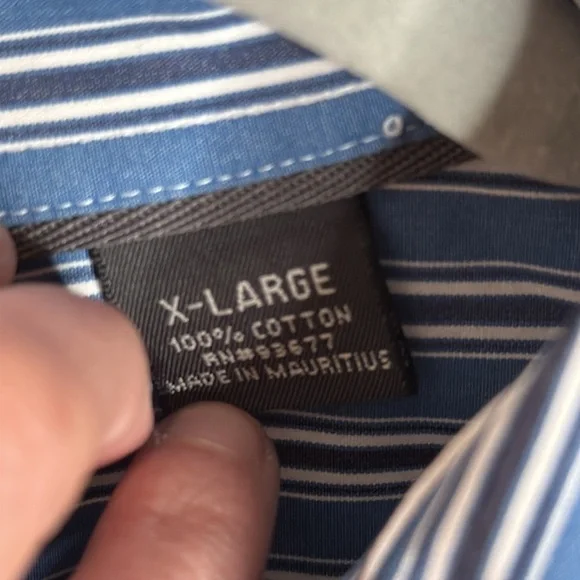 X-LARGE
100% COTTON
RN#93677
MADE IN MAURITIUS